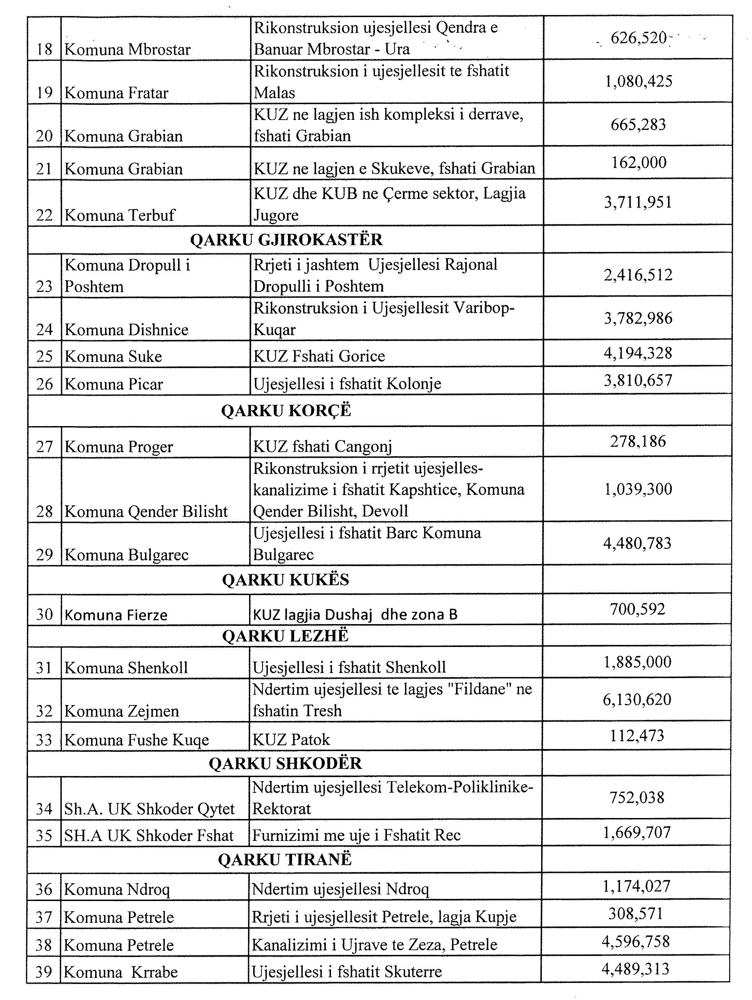 Rikonstruksion ujesjellesi Qendra e
18 Komuna Mbrostar Banuar Mbrostar - Ura 626,520
Rikonstruksion i ujesjellesit te fshatit
19 Komuna Fratar Malas 1,080,425
KUZ ne lagjen ish kompleksi i derrave,
20 Komuna Grabian fshati Grabian 665,283
21 Komuna Grabian KUZ ne lagjen e Skukeve, fshati Grabian 162,000
KUZ dhe KUB ne Çerme sektor, Lagjia
22 Komuna Terbuf Jugore 3,711,951
QARKU GJIROKASTËR
Komuna Dropull i Rrjeti i jashtem Ujesjellesi Rajonal
23 Poshtem Dropulli i Poshtem 2,416,512
Rikonstruksion i Ujesjellesit Varibop-
24 Komuna Dishnice Kuqar 3,782,986
25 Komuna Suke KUZ Fshati Gorice 4,194,328
26 Komuna Picar Ujesjellesi i fshatit Kolonje 3,810,657
QARKU KORÇË
27 Komuna Proger KUZ fshati Cangonj 278,186
Rikonstruksion i rrjetit ujesjelles-
kanalizime i fshatit Kapshtice, Komuna 1,039,300
28 Komuna Qender Bilisht Qender Bilisht, Devoll
Ujesjellesi i fshatit Barc Komuna
29 Komuna Bulgarec Bulgarec 4,480,783
QARKU KUKËS
30 Komuna Fierze KUZ lagjia Dushaj dhe zona B 700,592
QARKU LEZHË
31 Komuna Shenkoll Ujesjellesi i fshatit Shenkoll 1,885,000
Ndertim ujesjellesi te lagjes "Fildane" ne
32 Komuna Zejmen fshatin Tresh 6,130,620
33 Komuna Fushe Kuqe KUZ Patok 112,473
QARKU SHKODËR
Ndertim ujesjellesi Telekom-Poliklinike-
34 Sh.A. UK Shkoder Qytet Rektorat 752,038
35 SH.A UK Shkoder Fshat Furnizimi me uje i Fshatit Rec 1,669,707
QARKU TIRANË
36 Komuna Ndroq Ndertim ujesjellesi Ndroq 1,174,027
37 Komuna Petrele Rrjeti i ujesjellesit Petrele, lagja Kupje 308,571
38 Komuna Petrele Kanalizimi i Ujrave te Zeza, Petrele 4,596,758
39 Komuna Krrabe Ujesjellesi i fshatit Skuterre 4,489,313